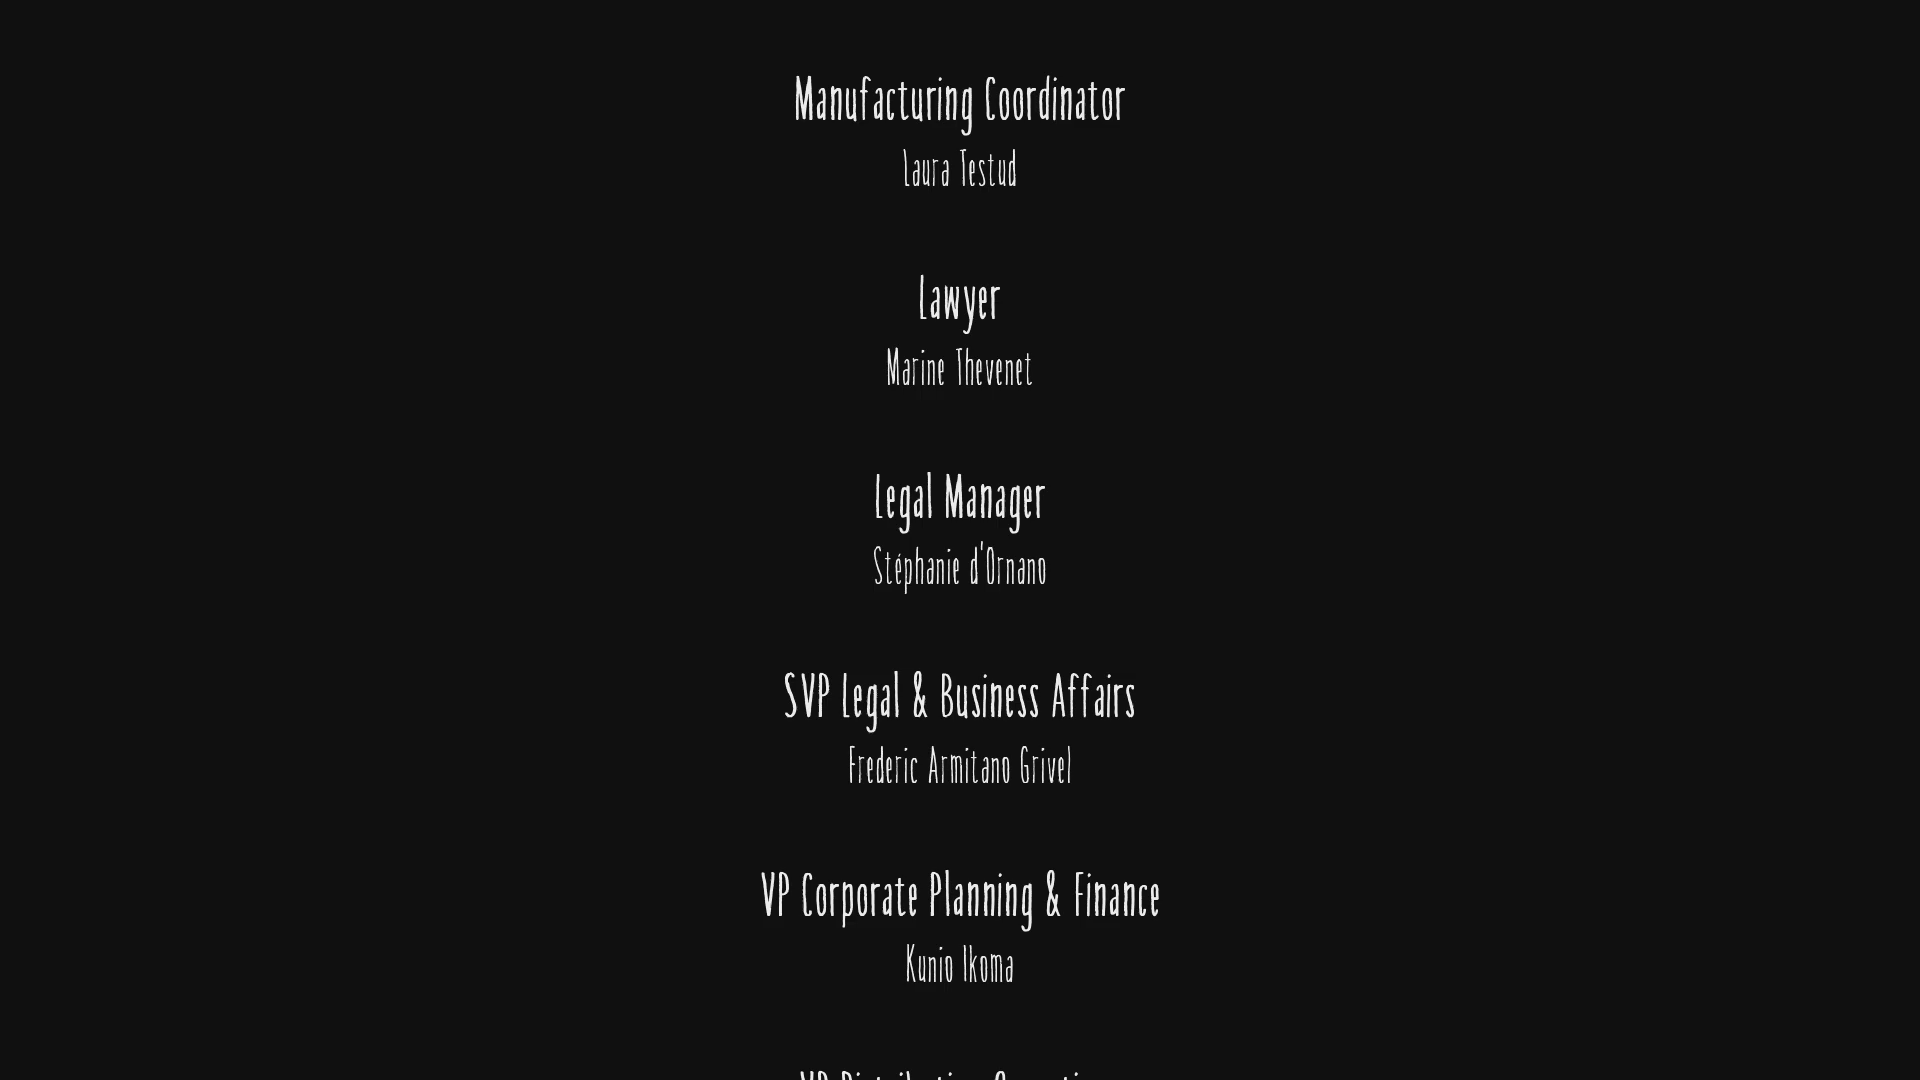 Manufacturing Coordinator
Laura Testud
Lawyer
Marine Thevenet
Legal Manager
Stéphanie d'Ornano
SVP Legal & Business Affairs
Frederic Armitano Grivel
VP Corporate Planning & Finance
Kunio Ikoma